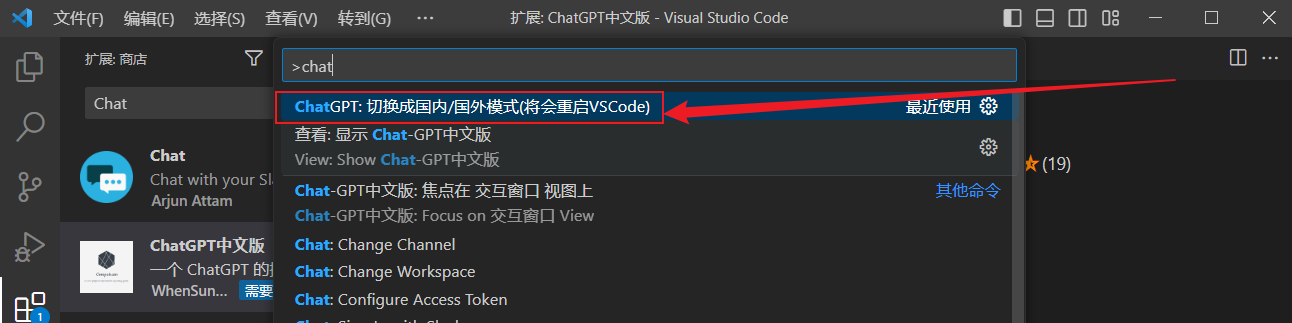 文件(F) 编辑(E) 选择(S) 查看(V) 转到(G) ··· 扩展: ChatGPT中文版 - Visual Studio Code
扩展: 商店
Chat
Chat
Chat with your Sla
Arjun Attam
ChatGPT中文版
一个 ChatGPT 的
WhenSun... 需要
1
>chat
ChatGPT: 切换成国内/国外模式(将会重启VSCode) 最近使用
查看: 显示 Chat-GPT中文版
View: Show Chat-GPT中文版
Chat-GPT中文版: 焦点在 交互窗口 视图上 其他命令
Chat-GPT中文版: Focus on 交互窗口 View
Chat: Change Channel
Chat: Change Workspace
Chat: Configure Access Token
(19)